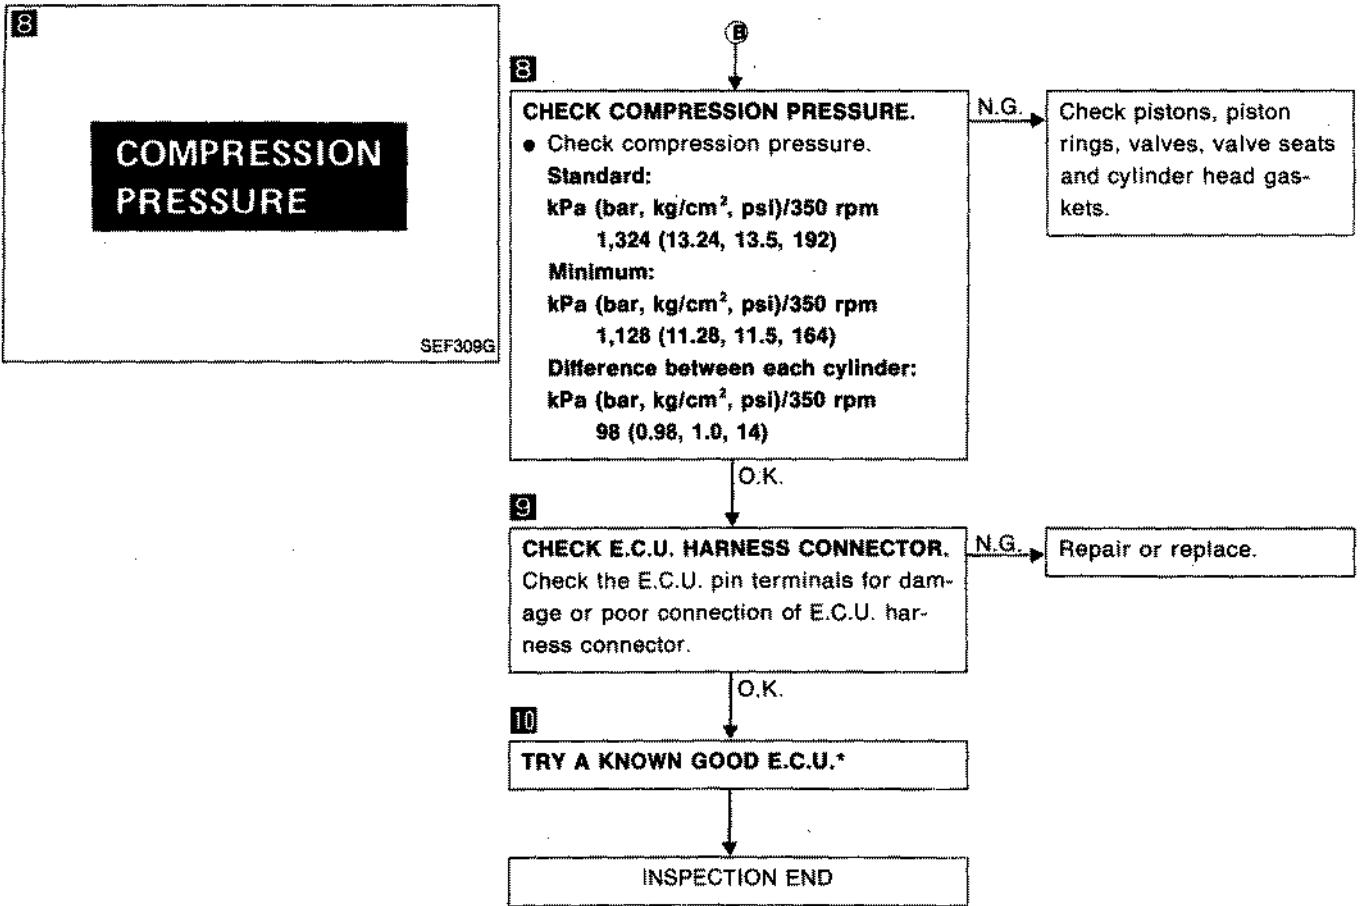 8
COMPRESSION
PRESSURE
SEF309G
B
8
CHECK COMPRESSION PRESSURE.
● Check compression pressure.
Standard:
kPa (bar, kg/cm², psi)/350 rpm
1,324 (13.24, 13.5, 192)
Minimum:
kPa (bar, kg/cm², psi)/350 rpm
1,128 (11.28, 11.5, 164)
Difference between each cylinder:
kPa (bar, kg/cm², psi)/350 rpm
98 (0.98, 1.0, 14)
N.G.
Check pistons, piston
rings, valves, valve seats
and cylinder head gas-
kets.
O.K.
9
CHECK E.C.U. HARNESS CONNECTOR.
Check the E.C.U. pin terminals for dam-
age or poor connection of E.C.U. har-
ness connector.
N.G.
Repair or replace.
O.K.
10
TRY A KNOWN GOOD E.C.U.*
INSPECTION END